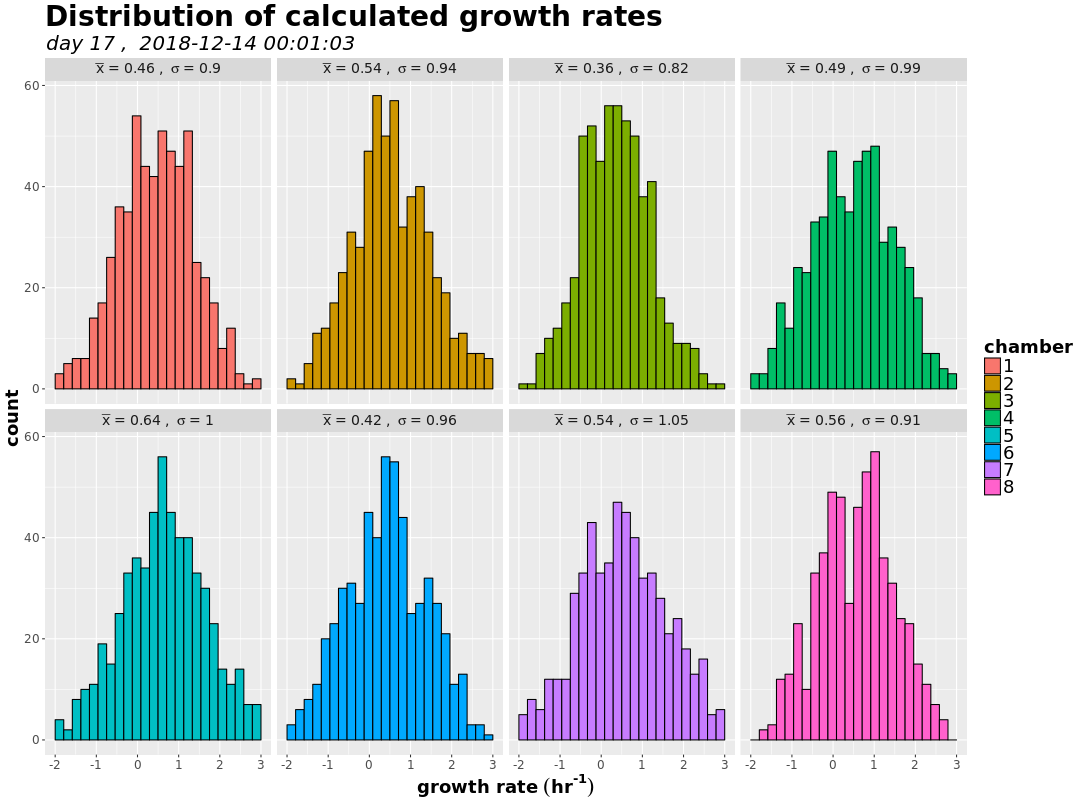 Distribution of calculated growth rates
day 17 ,  2018-12-14 00:01:03
x̅ = 0.46 ,  σ = 0.9
x̅ = 0.54 ,  σ = 0.94
x̅ = 0.36 ,  σ = 0.82
x̅ = 0.49 ,  σ = 0.99
60
40
20
0
x̅ = 0.64 ,  σ = 1
x̅ = 0.42 ,  σ = 0.96
x̅ = 0.54 ,  σ = 1.05
x̅ = 0.56 ,  σ = 0.91
60
40
20
0
-2 -1 0 1 2 3
-2 -1 0 1 2 3
-2 -1 0 1 2 3
-2 -1 0 1 2 3
growth rate (hr⁻¹)
count
chamber
1
2
3
4
5
6
7
8